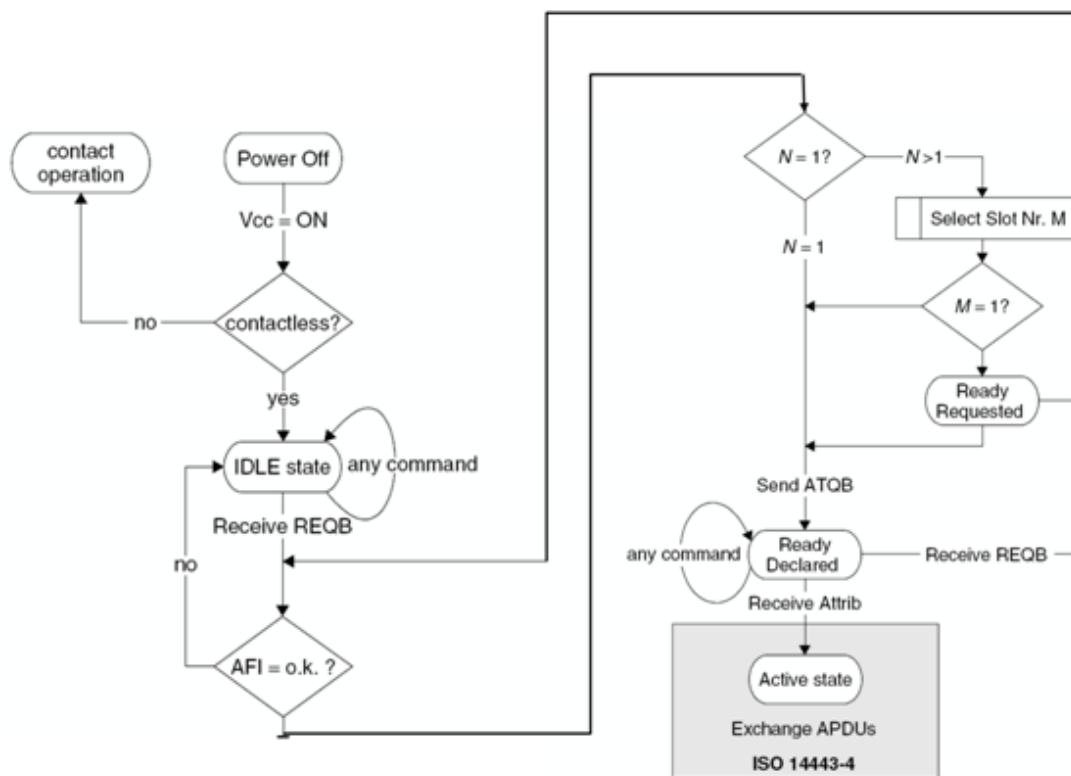 contact
operation
Power Off
Vcc = ON
no
contactless?
yes
IDLE state
any command
Receive REQB
no
AFI = o.k. ?
N = 1?
N >1
Select Slot Nr. M
N = 1
M = 1?
Ready
Requested
Send ATQB
any command
Ready
Declared
Receive REQB
Receive Attrib
Active state
Exchange APDUs
ISO 14443-4